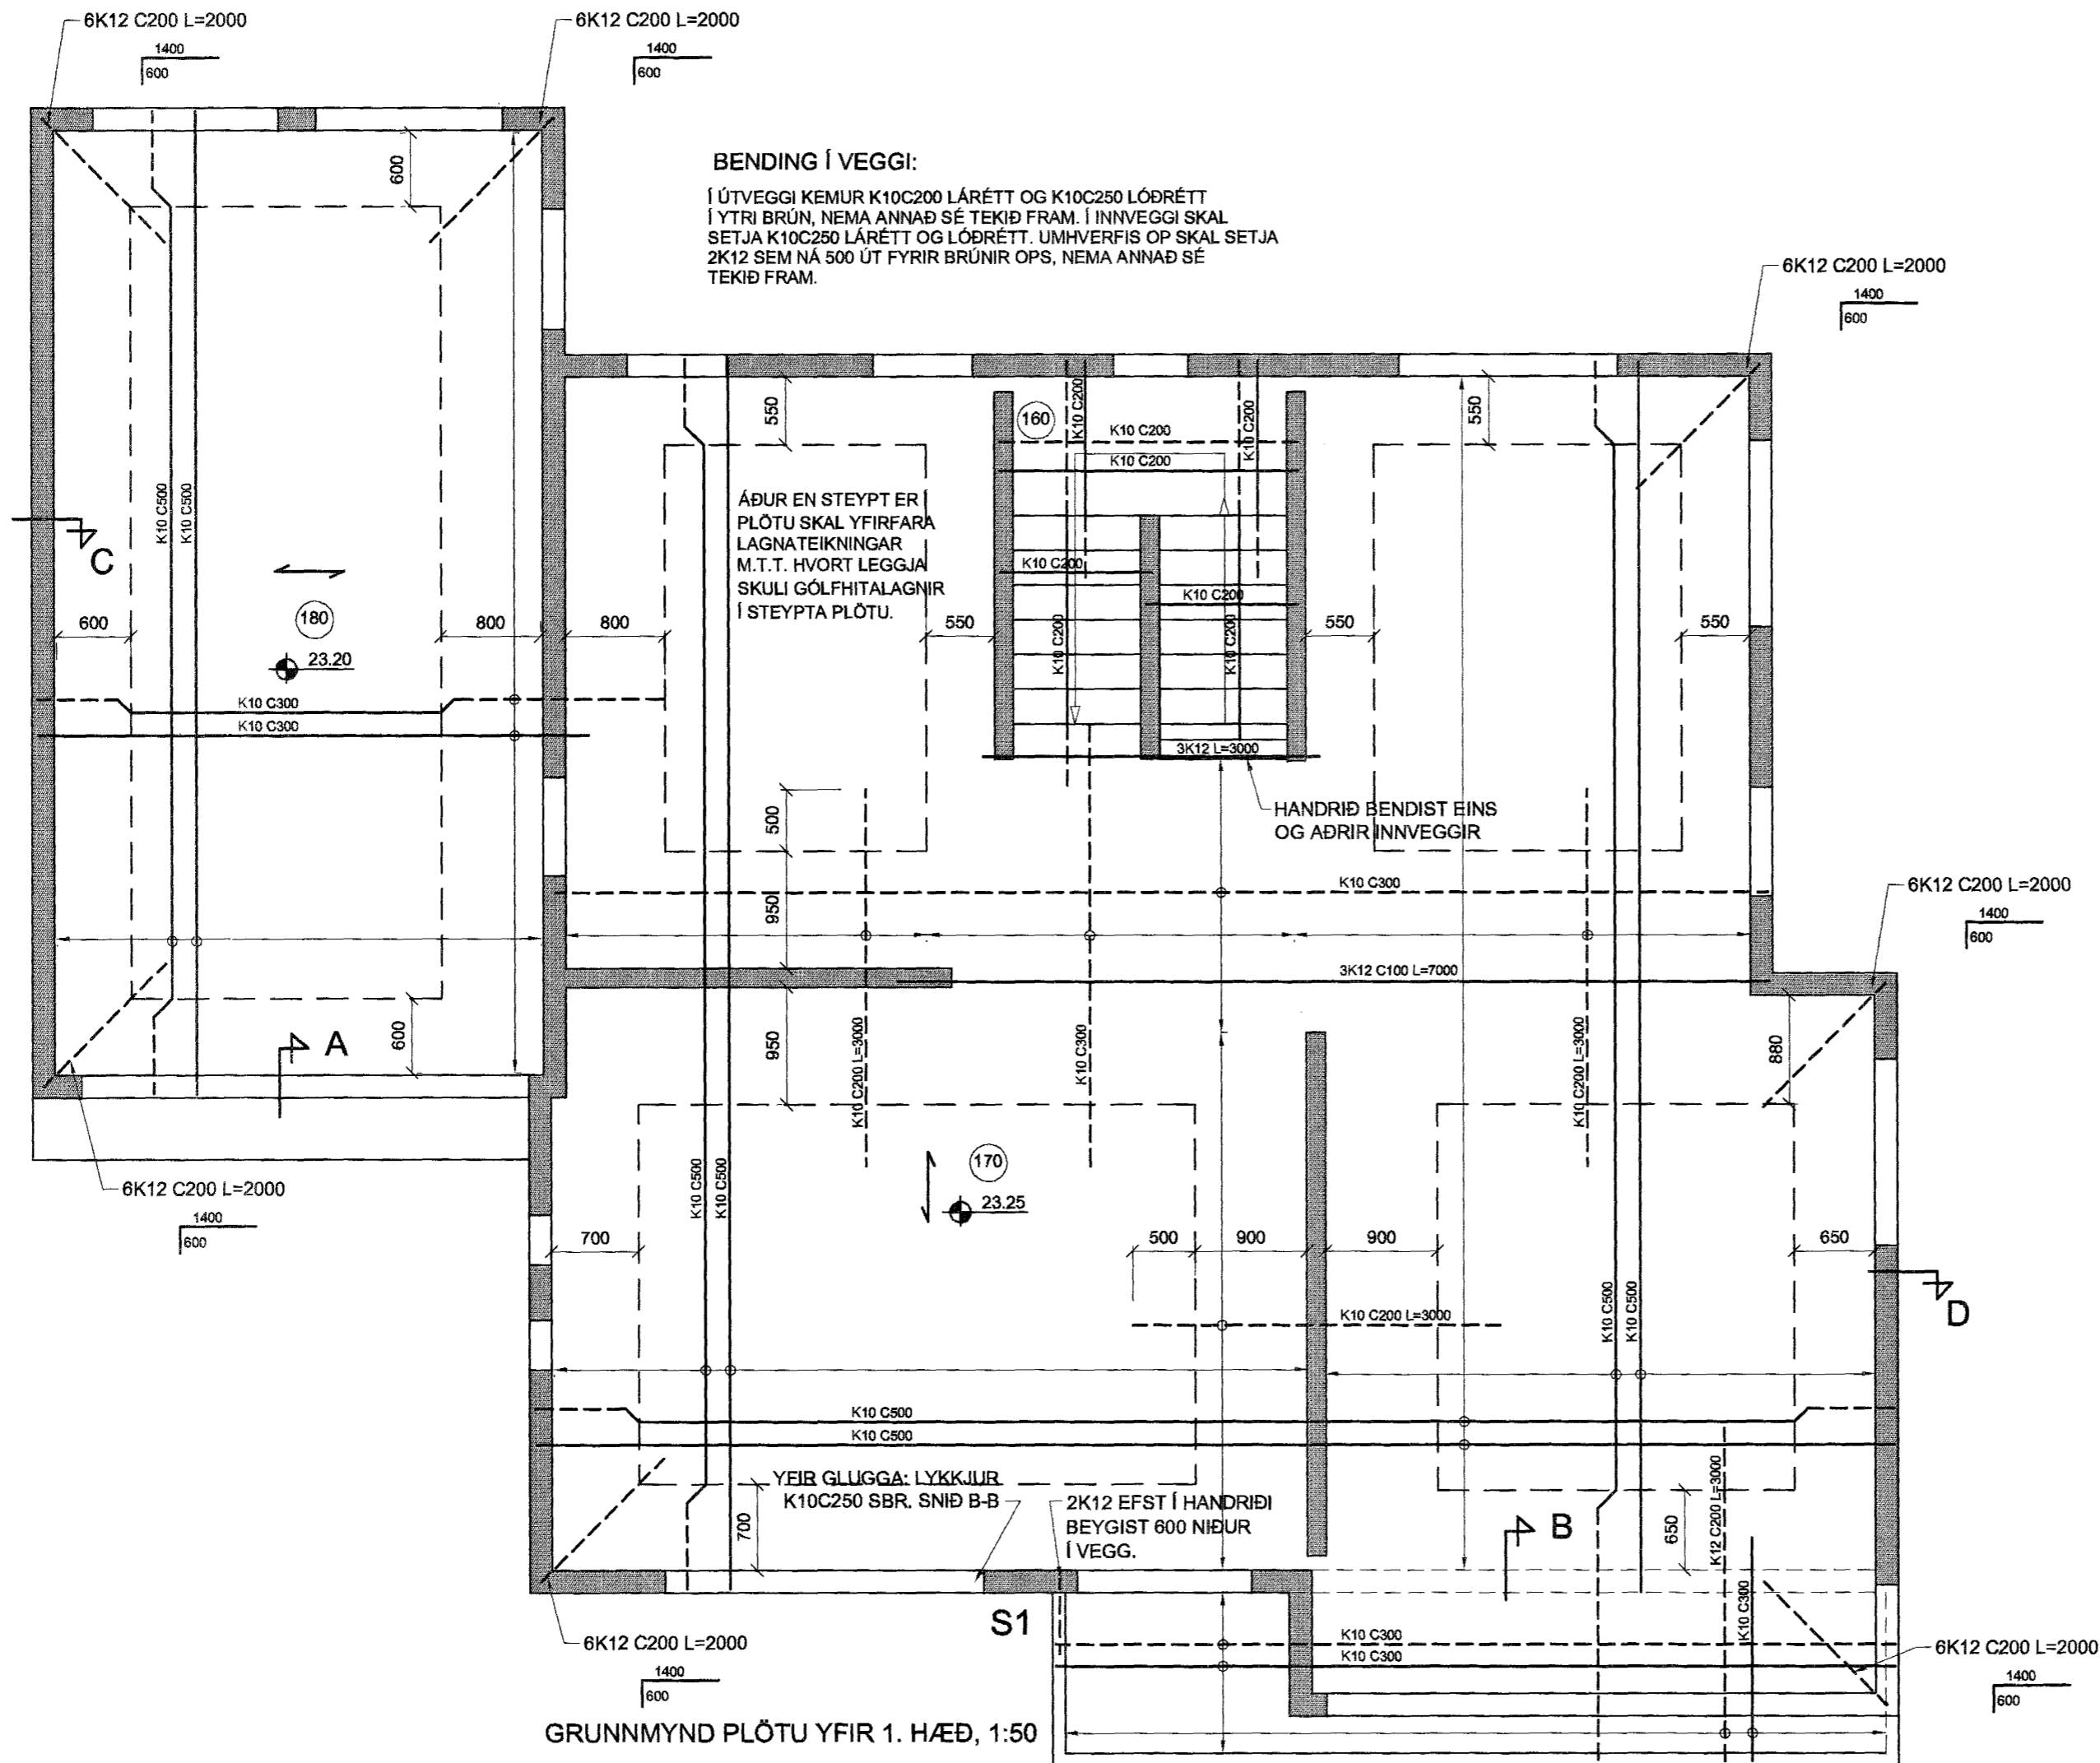 6K12 C200 L=2000
1400
600
6K12 C200 L=2000
1400
600
BENDING Í VEGGI:
Í ÚTVEGGI KEMUR K10C200 LÁRÉTT OG K10C250 LÓÐRÉTT
Í YTRI BRÚN, NEMA ANNAÐ SÉ TEKIÐ FRAM. Í INNVEGGI SKAL
SETJA K10C250 LÁRÉTT OG LÓÐRÉTT. UMHVERFIS OP SKAL SETJA
2K12 SEM NÁ 500 ÚT FYRIR BRÚNIR OPS, NEMA ANNAÐ SÉ
TEKIÐ FRAM.
6K12 C200 L=2000
1400
600
600
550
160
K10 C200
K10 C200
K10 C200
K10 C200
550
K10 C500
K10 C500
ÁÐUR EN STEYPT ER
PLÖTU SKAL YFIRFARA
LAGNATEIKNINGAR
M.T.T. HVORT LEGGJA
SKULI GÓLFHITALAGNIR
Í STEYPTA PLÖTU.
C
K10 C200
K10 C200
K10 C200
K10 C200
180
23.20
600
800
800
550
550
550
K10 C300
K10 C300
3K12 L=3000
HANDRIÐ BENDIST EINS
OG AÐRIR INNVEGGIR
500
950
K10 C300
6K12 C200 L=2000
1400
600
3K12 C100 L=7000
A
600
950
K10 C200 L=3000
K10 C300
K10 C200 L=3000
880
6K12 C200 L=2000
1400
600
K10 C500
K10 C500
170
23.25
700
500
900
900
650
K10 C500
K10 C500
D
K10 C200 L=3000
K10 C500
K10 C500
YFIR GLUGGA: LYKKJUR
K10C250 SBR. SNIÐ B-B
2K12 EFST Í HANDRIÐI
BEYGIST 600 NIÐUR
Í VEGG.
700
B
650
K12 C200 L=3000
K10 C300
S1
6K12 C200 L=2000
1400
600
K10 C300
K10 C300
6K12 C200 L=2000
1400
600
GRUNNMYND PLÖTU YFIR 1. HÆÐ, 1:50